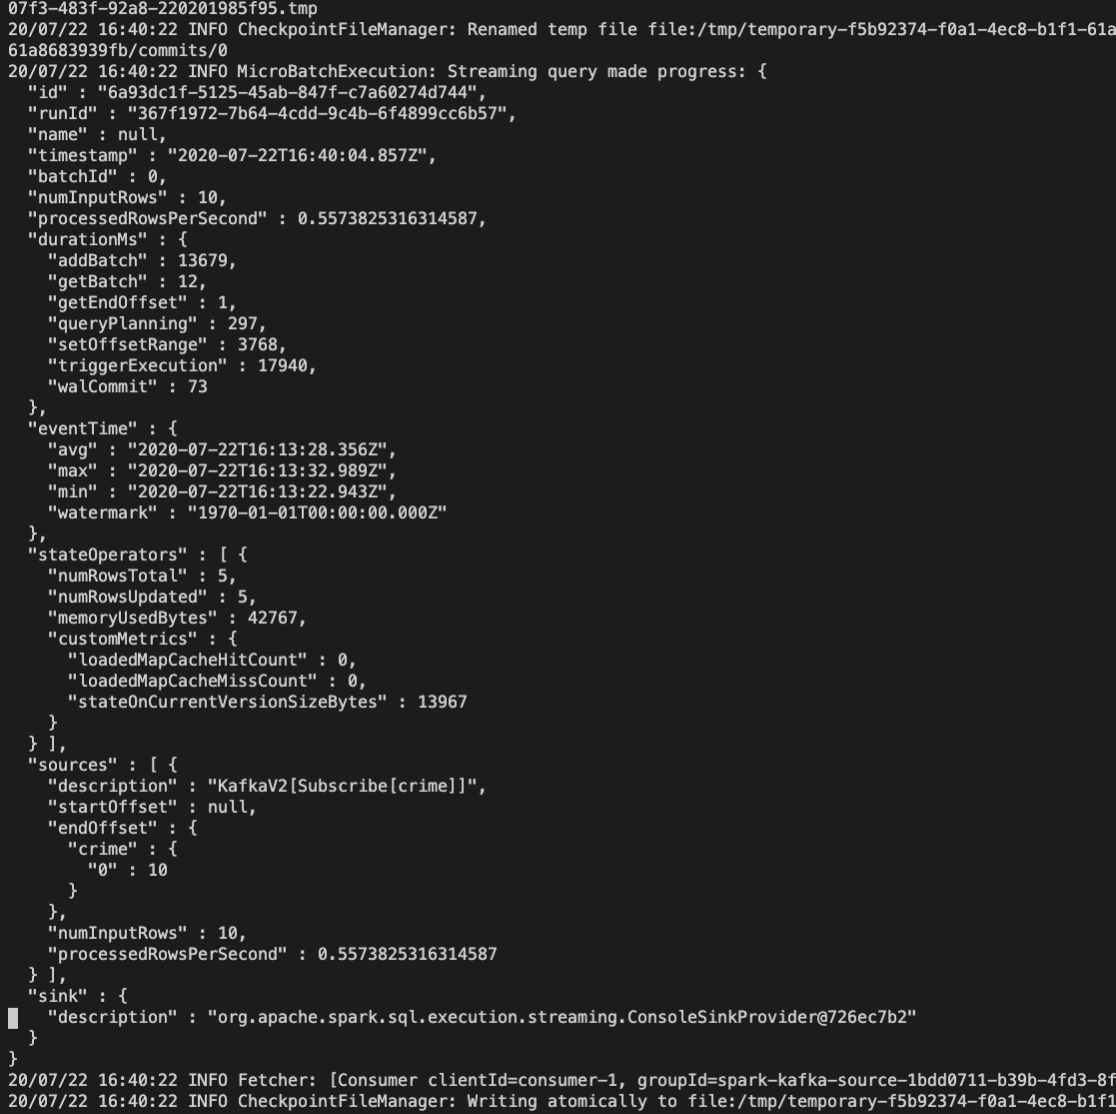 07f3-483f-92a8-220201985f95.tmp
20/07/22 16:40:22 INFO CheckpointFileManager: Renamed temp file file:/tmp/temporary-f5b92374-f0a1-4ec8-b1f1-61a
61a8683939fb/commits/0
20/07/22 16:40:22 INFO MicroBatchExecution: Streaming query made progress: {
  "id" : "6a93dc1f-5125-45ab-847f-c7a60274d744",
  "runId" : "367f1972-7b64-4cdd-9c4b-6f4899cc6b57",
  "name" : null,
  "timestamp" : "2020-07-22T16:40:04.857Z",
  "batchId" : 0,
  "numInputRows" : 10,
  "processedRowsPerSecond" : 0.5573825316314587,
  "durationMs" : {
    "addBatch" : 13679,
    "getBatch" : 12,
    "getEndOffset" : 1,
    "queryPlanning" : 297,
    "setOffsetRange" : 3768,
    "triggerExecution" : 17940,
    "walCommit" : 73
  },
  "eventTime" : {
    "avg" : "2020-07-22T16:13:28.356Z",
    "max" : "2020-07-22T16:13:32.989Z",
    "min" : "2020-07-22T16:13:22.943Z",
    "watermark" : "1970-01-01T00:00:00.000Z"
  },
  "stateOperators" : [ {
    "numRowsTotal" : 5,
    "numRowsUpdated" : 5,
    "memoryUsedBytes" : 42767,
    "customMetrics" : {
      "loadedMapCacheHitCount" : 0,
      "loadedMapCacheMissCount" : 0,
      "stateOnCurrentVersionSizeBytes" : 13967
    }
  } ],
  "sources" : [ {
    "description" : "KafkaV2[Subscribe[crime]]",
    "startOffset" : null,
    "endOffset" : {
      "crime" : {
        "0" : 10
      }
    },
    "numInputRows" : 10,
    "processedRowsPerSecond" : 0.5573825316314587
  } ],
  "sink" : {
    "description" : "org.apache.spark.sql.execution.streaming.ConsoleSinkProvider@726ec7b2"
  }
}
20/07/22 16:40:22 INFO Fetcher: [Consumer clientId=consumer-1, groupId=spark-kafka-source-1bdd0711-b39b-4fd3-8f
20/07/22 16:40:22 INFO CheckpointFileManager: Writing atomically to file:/tmp/temporary-f5b92374-f0a1-4ec8-b1f1